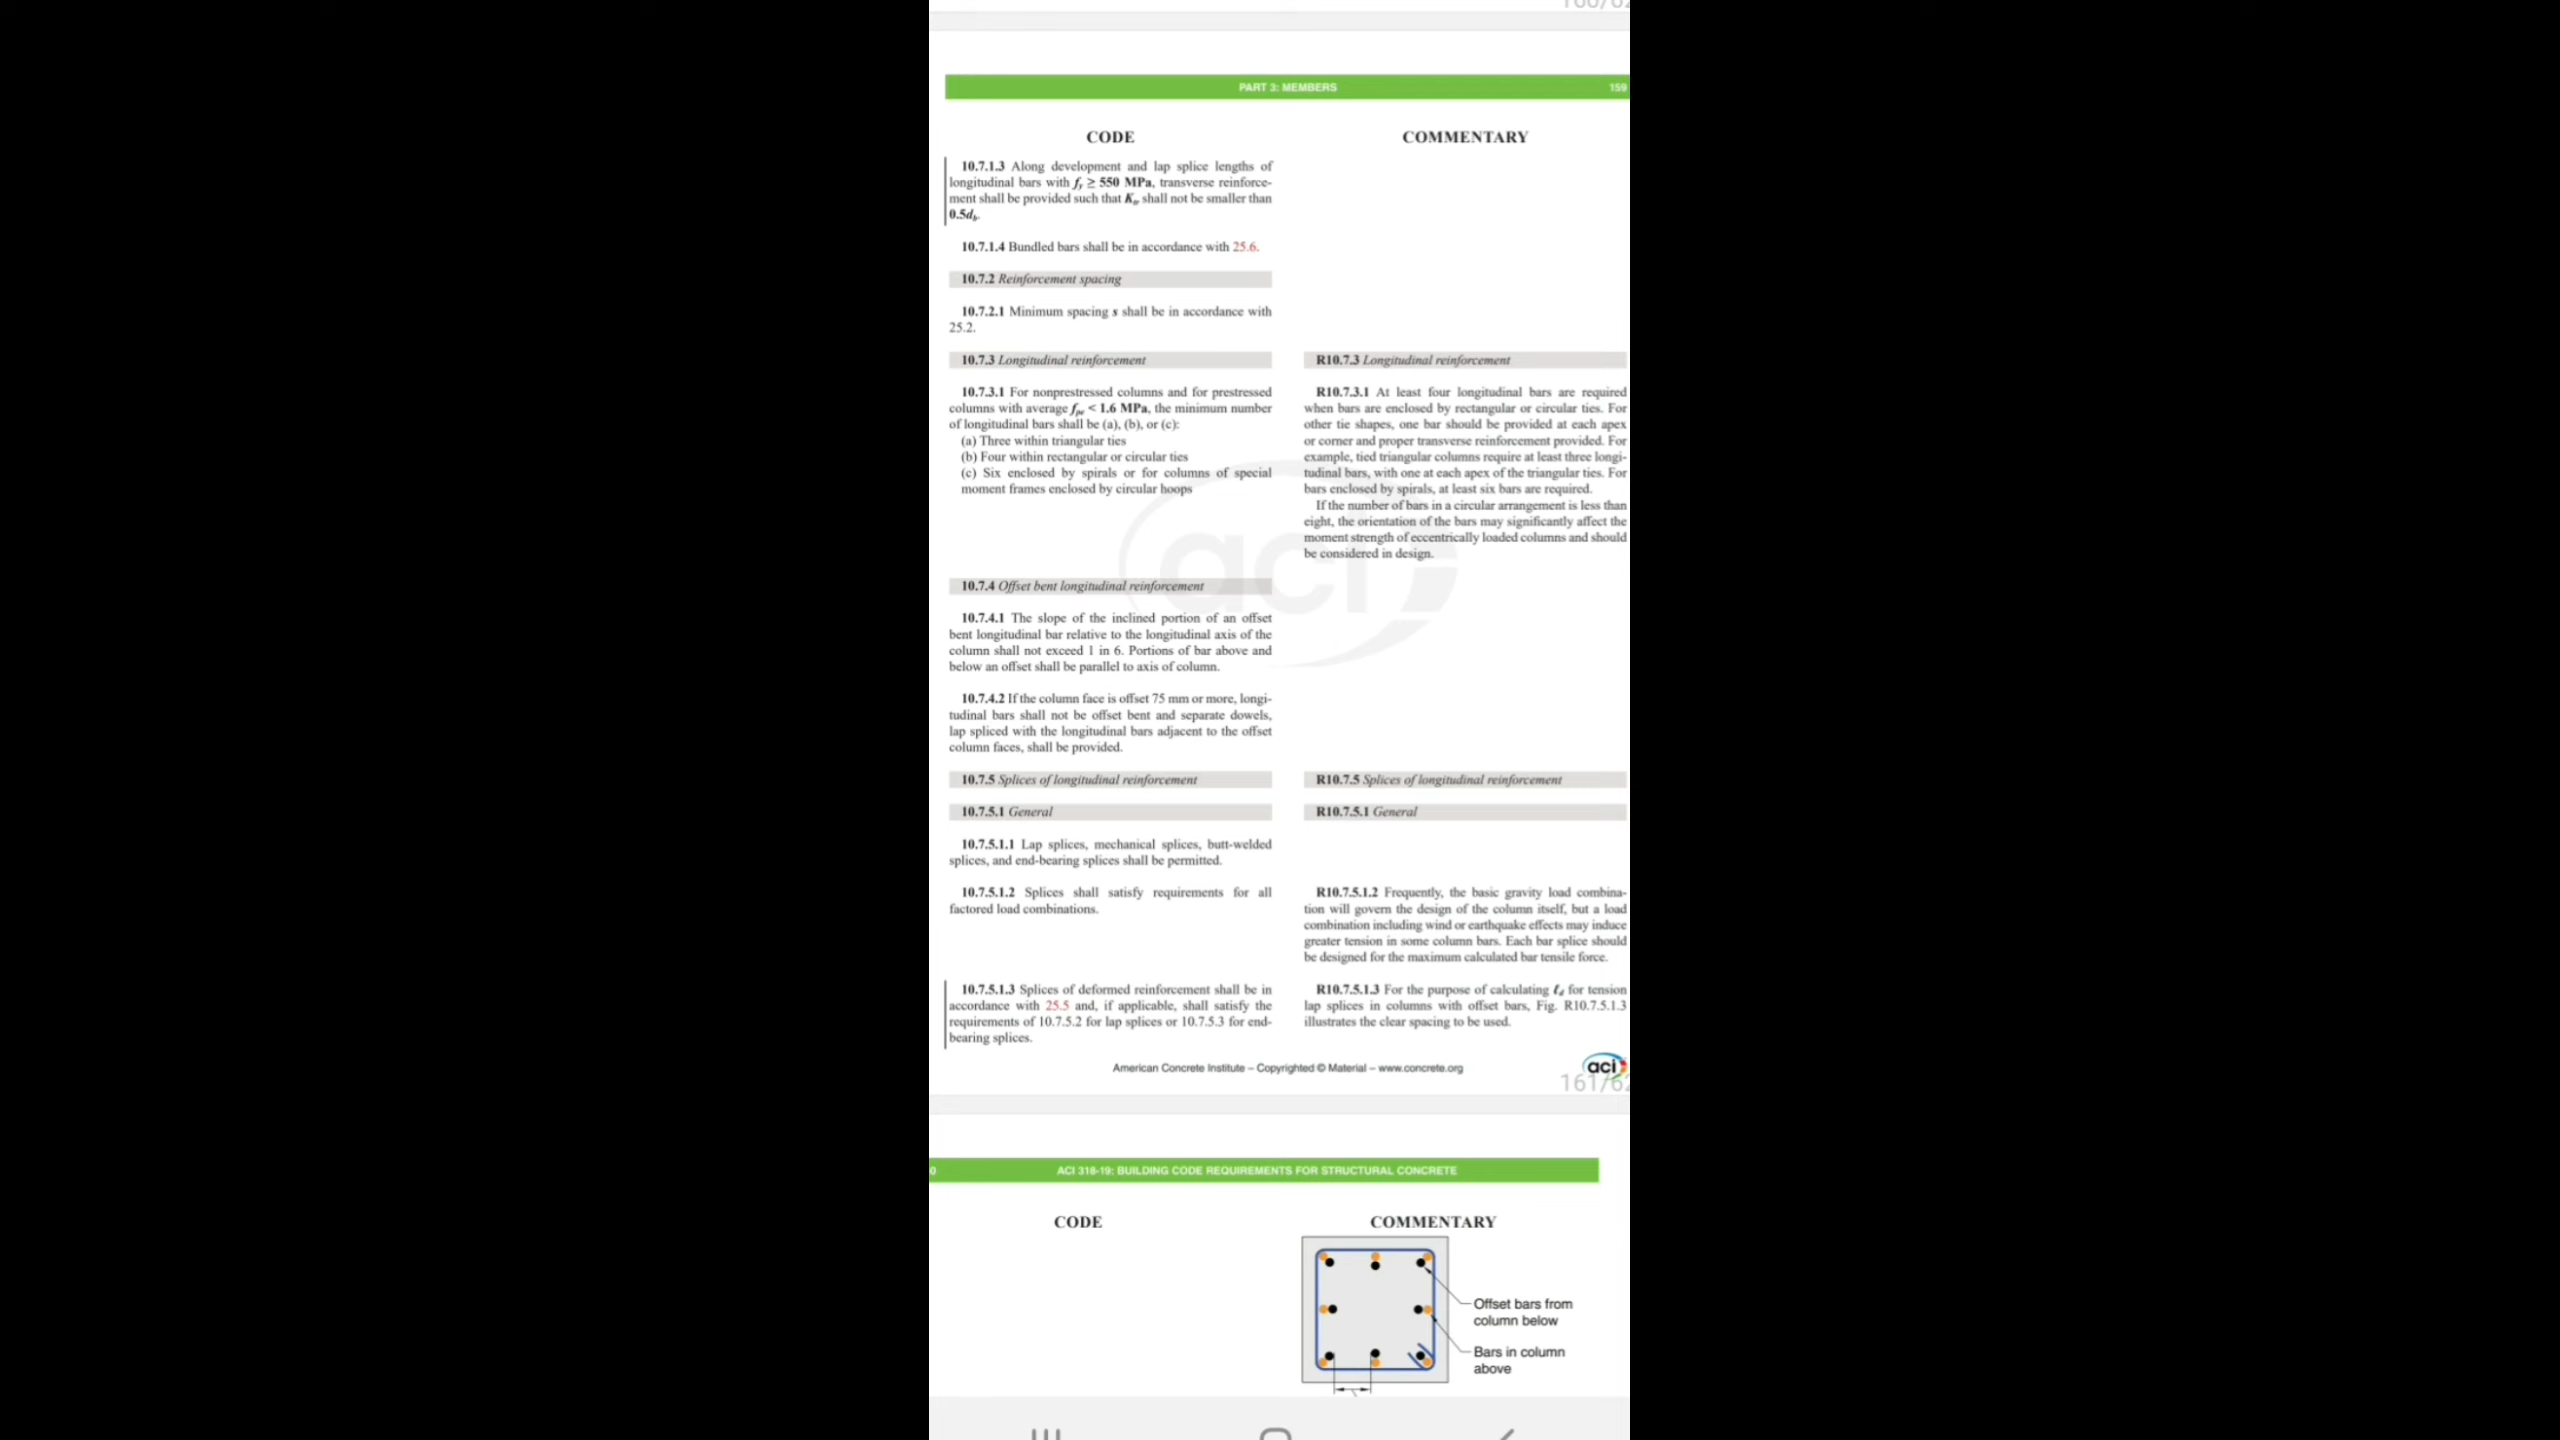 PART 3: MEMBERS 159
CODE
10.7.1.3 Along development and lap splice lengths of
longitudinal bars with fy ≥ 550 MPa, transverse reinforce-
ment shall be provided such that Ktr shall not be smaller than
0.5db.
10.7.1.4 Bundled bars shall be in accordance with 25.6.
10.7.2 Reinforcement spacing
10.7.2.1 Minimum spacing s shall be in accordance with
25.2.
10.7.3 Longitudinal reinforcement
10.7.3.1 For nonprestressed columns and for prestressed
columns with average fpe < 1.6 MPa, the minimum number
of longitudinal bars shall be (a), (b), or (c):
(a) Three within triangular ties
(b) Four within rectangular or circular ties
(c) Six enclosed by spirals or for columns of special
moment frames enclosed by circular hoops
10.7.4 Offset bent longitudinal reinforcement
10.7.4.1 The slope of the inclined portion of an offset
bent longitudinal bar relative to the longitudinal axis of the
column shall not exceed 1 in 6. Portions of bar above and
below an offset shall be parallel to axis of column.
10.7.4.2 If the column face is offset 75 mm or more, longi-
tudinal bars shall not be offset bent and separate dowels,
lap spliced with the longitudinal bars adjacent to the offset
column faces, shall be provided.
10.7.5 Splices of longitudinal reinforcement
10.7.5.1 General
10.7.5.1.1 Lap splices, mechanical splices, butt-welded
splices, and end-bearing splices shall be permitted.
10.7.5.1.2 Splices shall satisfy requirements for all
factored load combinations.
10.7.5.1.3 Splices of deformed reinforcement shall be in
accordance with 25.5 and, if applicable, shall satisfy the
requirements of 10.7.5.2 for lap splices or 10.7.5.3 for end-
bearing splices.
COMMENTARY
R10.7.3 Longitudinal reinforcement
R10.7.3.1 At least four longitudinal bars are required
when bars are enclosed by rectangular or circular ties. For
other tie shapes, one bar should be provided at each apex
or corner and proper transverse reinforcement provided. For
example, tied triangular columns require at least three longi-
tudinal bars, with one at each apex of the triangular ties. For
bars enclosed by spirals, at least six bars are required.
If the number of bars in a circular arrangement is less than
eight, the orientation of the bars may significantly affect the
moment strength of eccentrically loaded columns and should
be considered in design.
R10.7.5 Splices of longitudinal reinforcement
R10.7.5.1 General
R10.7.5.1.2 Frequently, the basic gravity load combina-
tion will govern the design of the column itself, but a load
combination including wind or earthquake effects may induce
greater tension in some column bars. Each bar splice should
be designed for the maximum calculated bar tensile force.
R10.7.5.1.3 For the purpose of calculating ℓd for tension
lap splices in columns with offset bars, Fig. R10.7.5.1.3
illustrates the clear spacing to be used.
aci
American Concrete Institute – Copyrighted © Material – www.concrete.org
aci
ACI 318-19: BUILDING CODE REQUIREMENTS FOR STRUCTURAL CONCRETE
CODE
COMMENTARY
Offset bars from
column below
Bars in column
above